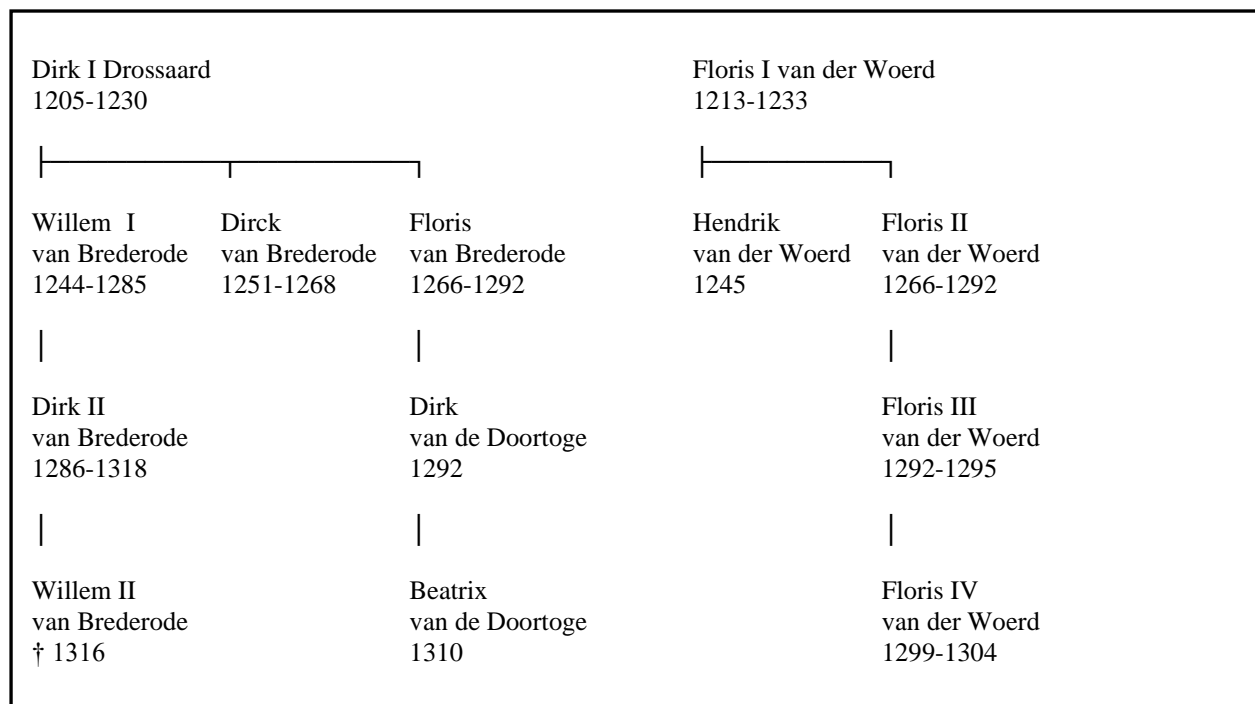 Dirk I Drossaard
1205-1230
Floris I van der Woerd
1213-1233
Willem I
van Brederode
1244-1285
Dirck
van Brederode
1251-1268
Floris
van Brederode
1266-1292
Hendrik
van der Woerd
1245
Floris II
van der Woerd
1266-1292
Dirk II
van Brederode
1286-1318
Dirk
van de Doortoge
1292
Floris III
van der Woerd
1292-1295
Willem II
van Brederode
† 1316
Beatrix
van de Doortoge
1310
Floris IV
van der Woerd
1299-1304